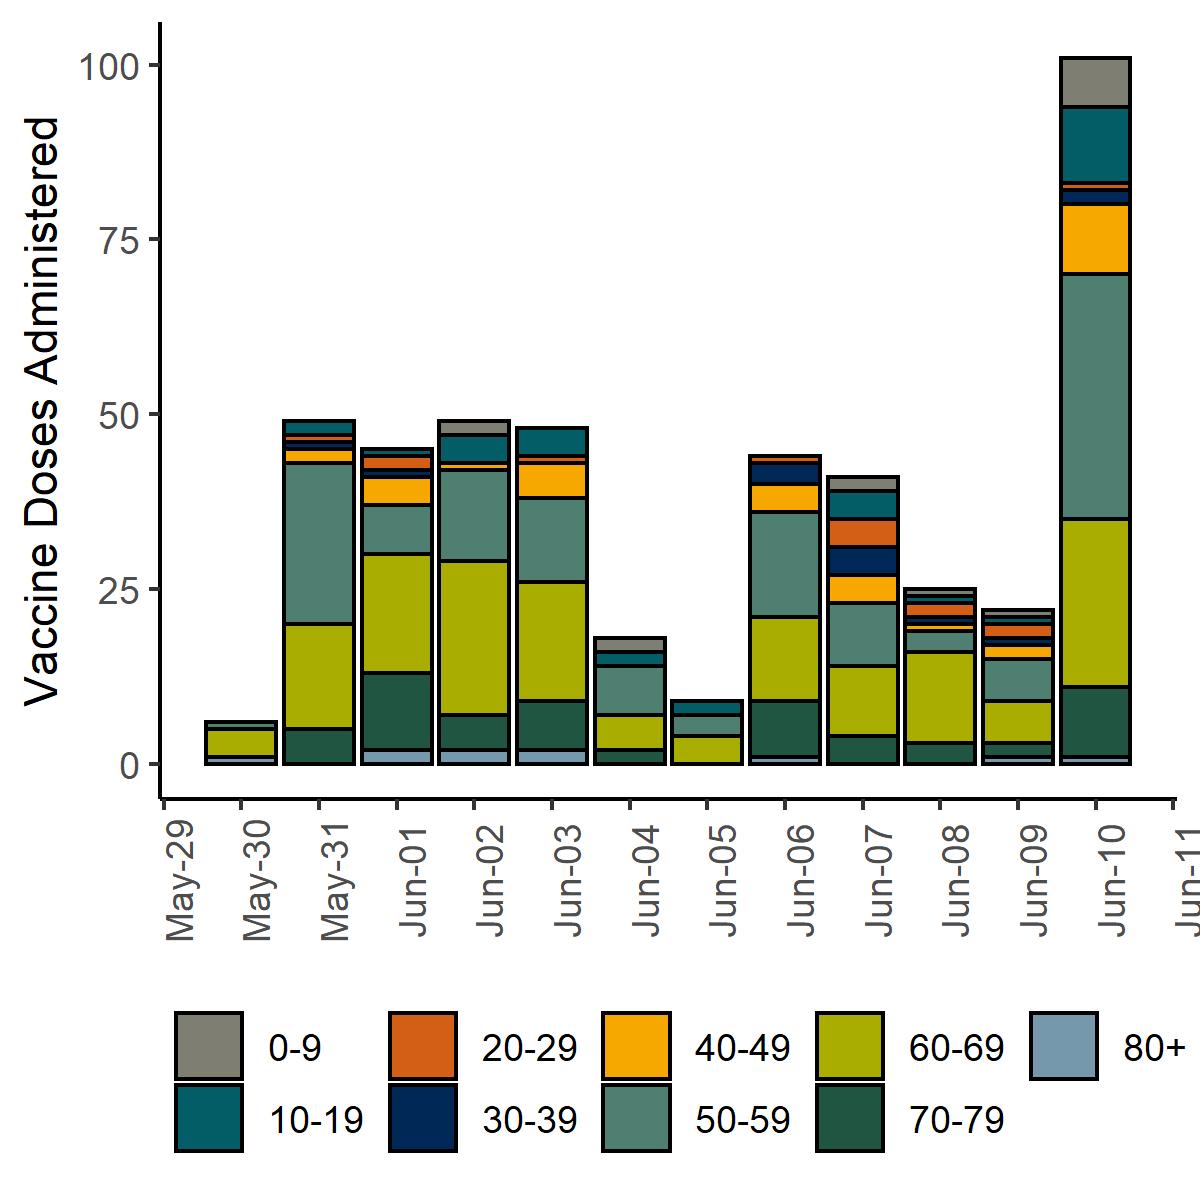 Vaccine Doses Administered
100
75
50
25
0
May-29
May-30
May-31
Jun-01
Jun-02
Jun-03
Jun-04
Jun-05
Jun-06
Jun-07
Jun-08
Jun-09
Jun-10
Jun-11
0-9
20-29
40-49
60-69
80+
10-19
30-39
50-59
70-79